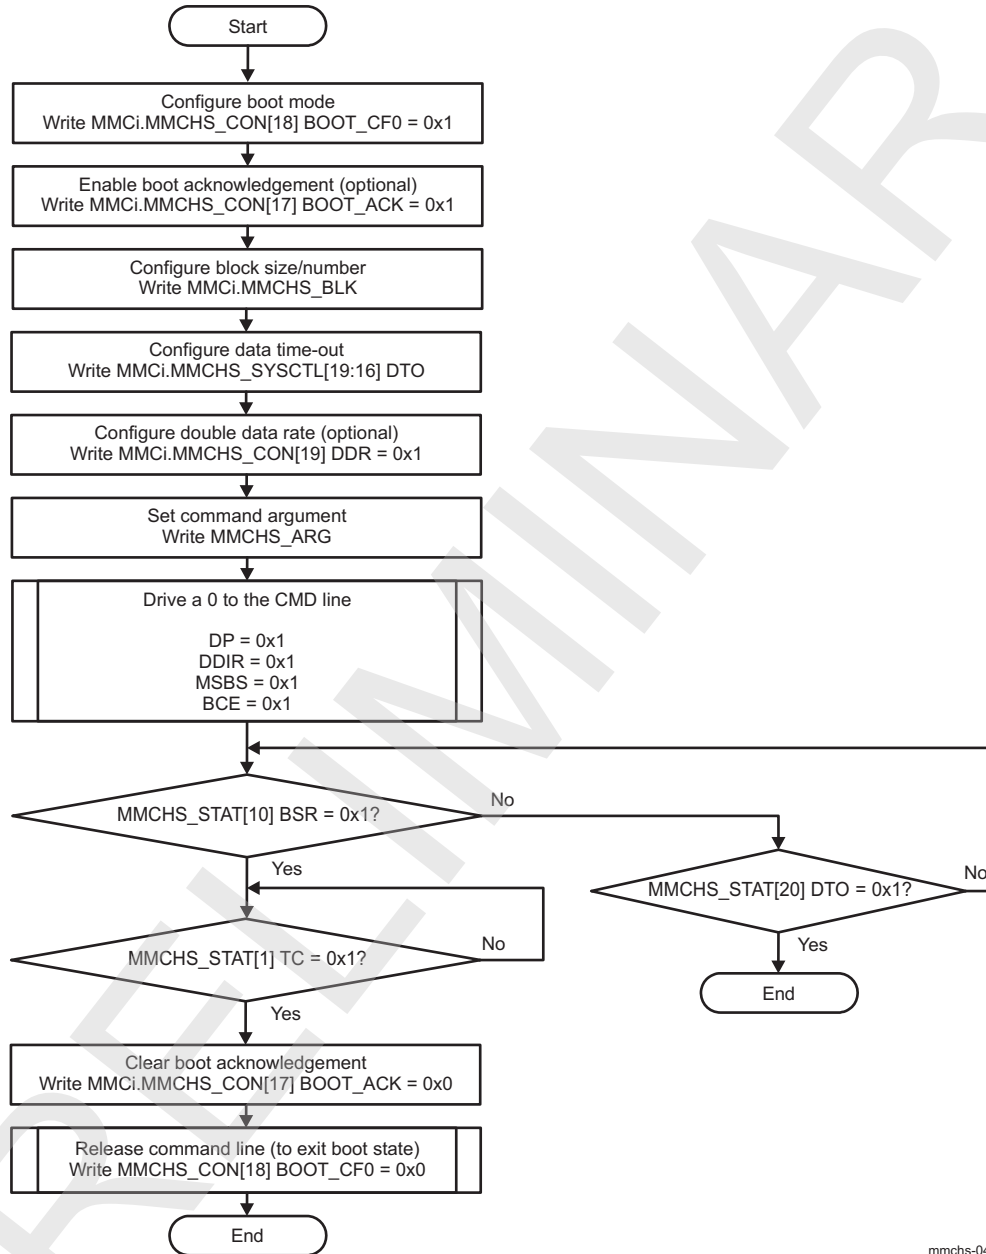 Start
Configure boot mode
Write MMCi.MMCHS_CON[18] BOOT_CF0 = 0x1
Enable boot acknowledgement (optional)
Write MMCi.MMCHS_CON[17] BOOT_ACK = 0x1
Configure block size/number
Write MMCi.MMCHS_BLK
Configure data time-out
Write MMCi.MMCHS_SYSCTL[19:16] DTO
Configure double data rate (optional)
Write MMCi.MMCHS_CON[19] DDR = 0x1
Set command argument
Write MMCHS_ARG
Drive a 0 to the CMD line
DP = 0x1
DDIR = 0x1
MSBS = 0x1
BCE = 0x1
MMCHS_STAT[10] BSR = 0x1?
No
Yes
MMCHS_STAT[20] DTO = 0x1?
No
Yes
End
MMCHS_STAT[1] TC = 0x1?
No
Yes
Clear boot acknowledgement
Write MMCi.MMCHS_CON[17] BOOT_ACK = 0x0
Release command line (to exit boot state)
Write MMCHS_CON[18] BOOT_CF0 = 0x0
End
mmchs-04
RELIMINAR